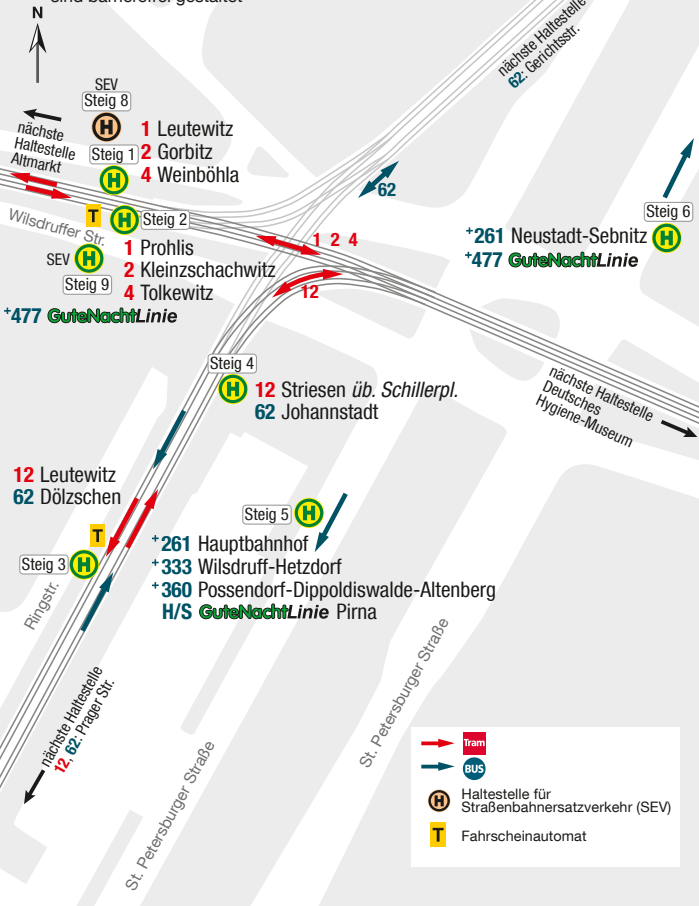 sind barrierefrei gestaltet
N
nächste Haltestelle
62: Gerichtsstr.
SEV
Steig 8
H
nächste
Haltestelle
Altmarkt
Steig 1
H
1 Leutewitz
2 Gorbitz
4 Weinböhla
62
Steig 6
H
+261 Neustadt-Sebnitz
+477 GuteNachtLinie
Wilsdruffer Str.
T
H
Steig 2
SEV
H
Steig 9
1 Prohlis
2 Kleinzschachwitz
4 Tolkewitz
+477 GuteNachtLinie
1 2 4
12
Steig 4
H
12 Striesen üb. Schillerpl.
62 Johannstadt
nächste Haltestelle
Deutsches
Hygiene-Museum
12 Leutewitz
62 Dölzschen
T
Steig 3
H
Steig 5
H
+261 Hauptbahnhof
+333 Wilsdruff-Hetzdorf
+360 Possendorf-Dippoldiswalde-Altenberg
H/S GuteNachtLinie Pirna
Ringstr.
nächste Haltestelle
12, 62: Prager Str.
St. Petersburger Straße
St. Petersburger Straße
Tram
BUS
H
Haltestelle für
Straßenbahnersatzverkehr (SEV)
T
Fahrscheinautomat